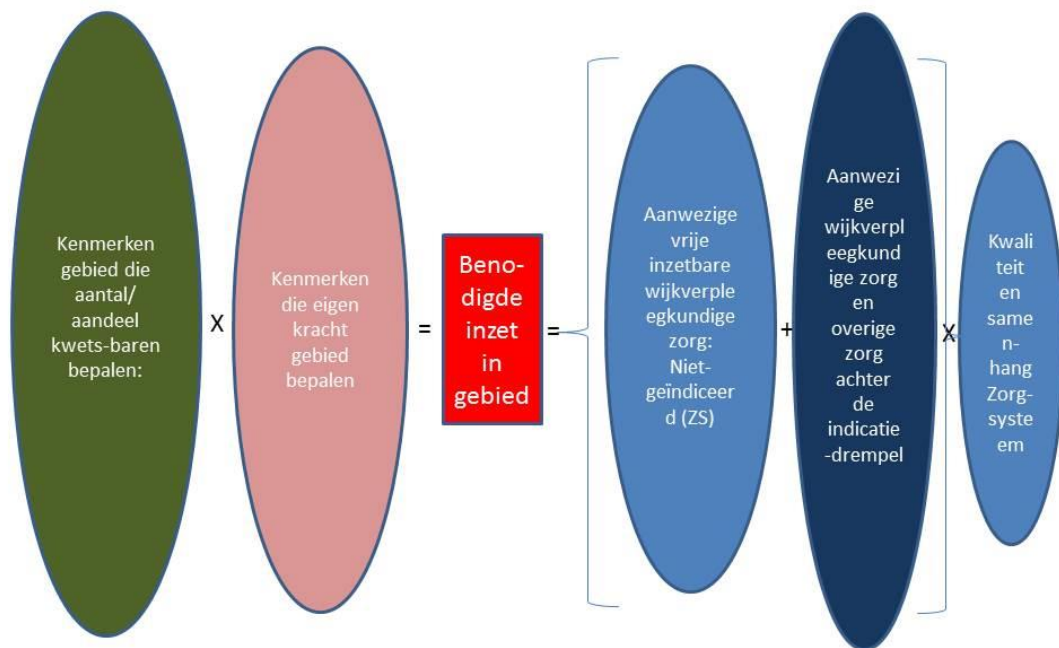 Kenmerken
gebied die
aantal/
aandeel
kwets-baren
bepalen:
X
Kenmerken
die eigen
kracht
gebied
bepalen
=
Beno-
digde
inzet
in
gebied
=
Aanwezige
vrije
inzetbare
wijkverple
egkundige
zorg:
Niet-
geïndiceer
d (ZS)
+
Aanwezi
ge
wijkverpl
eegkund
ige zorg
en
overige
zorg
achter
de
indicatie
-drempel
X
Kwali
teit
en
same
n-
hang
Zorg-
syste
em